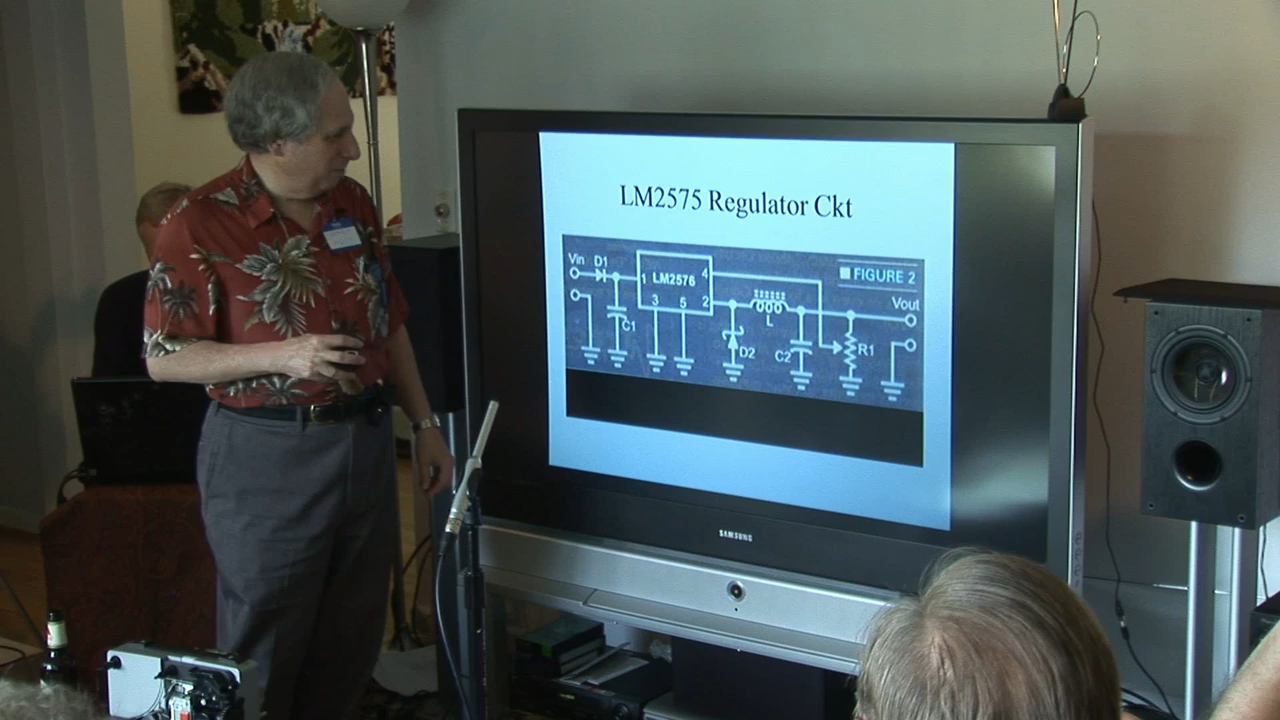 LM2575 Regulator Ckt
Vin D1
LM2576
1 4
3 5 2
FIGURE 2
Vout
C1
L
D2
C2
R1
SAMSUNG